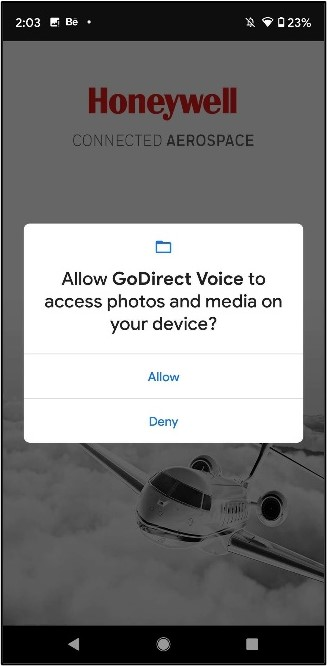 2:03 Bē 23%
Honeywell
CONNECTED AEROSPACE
Allow GoDirect Voice to
access photos and media on
your device?
Allow
Deny